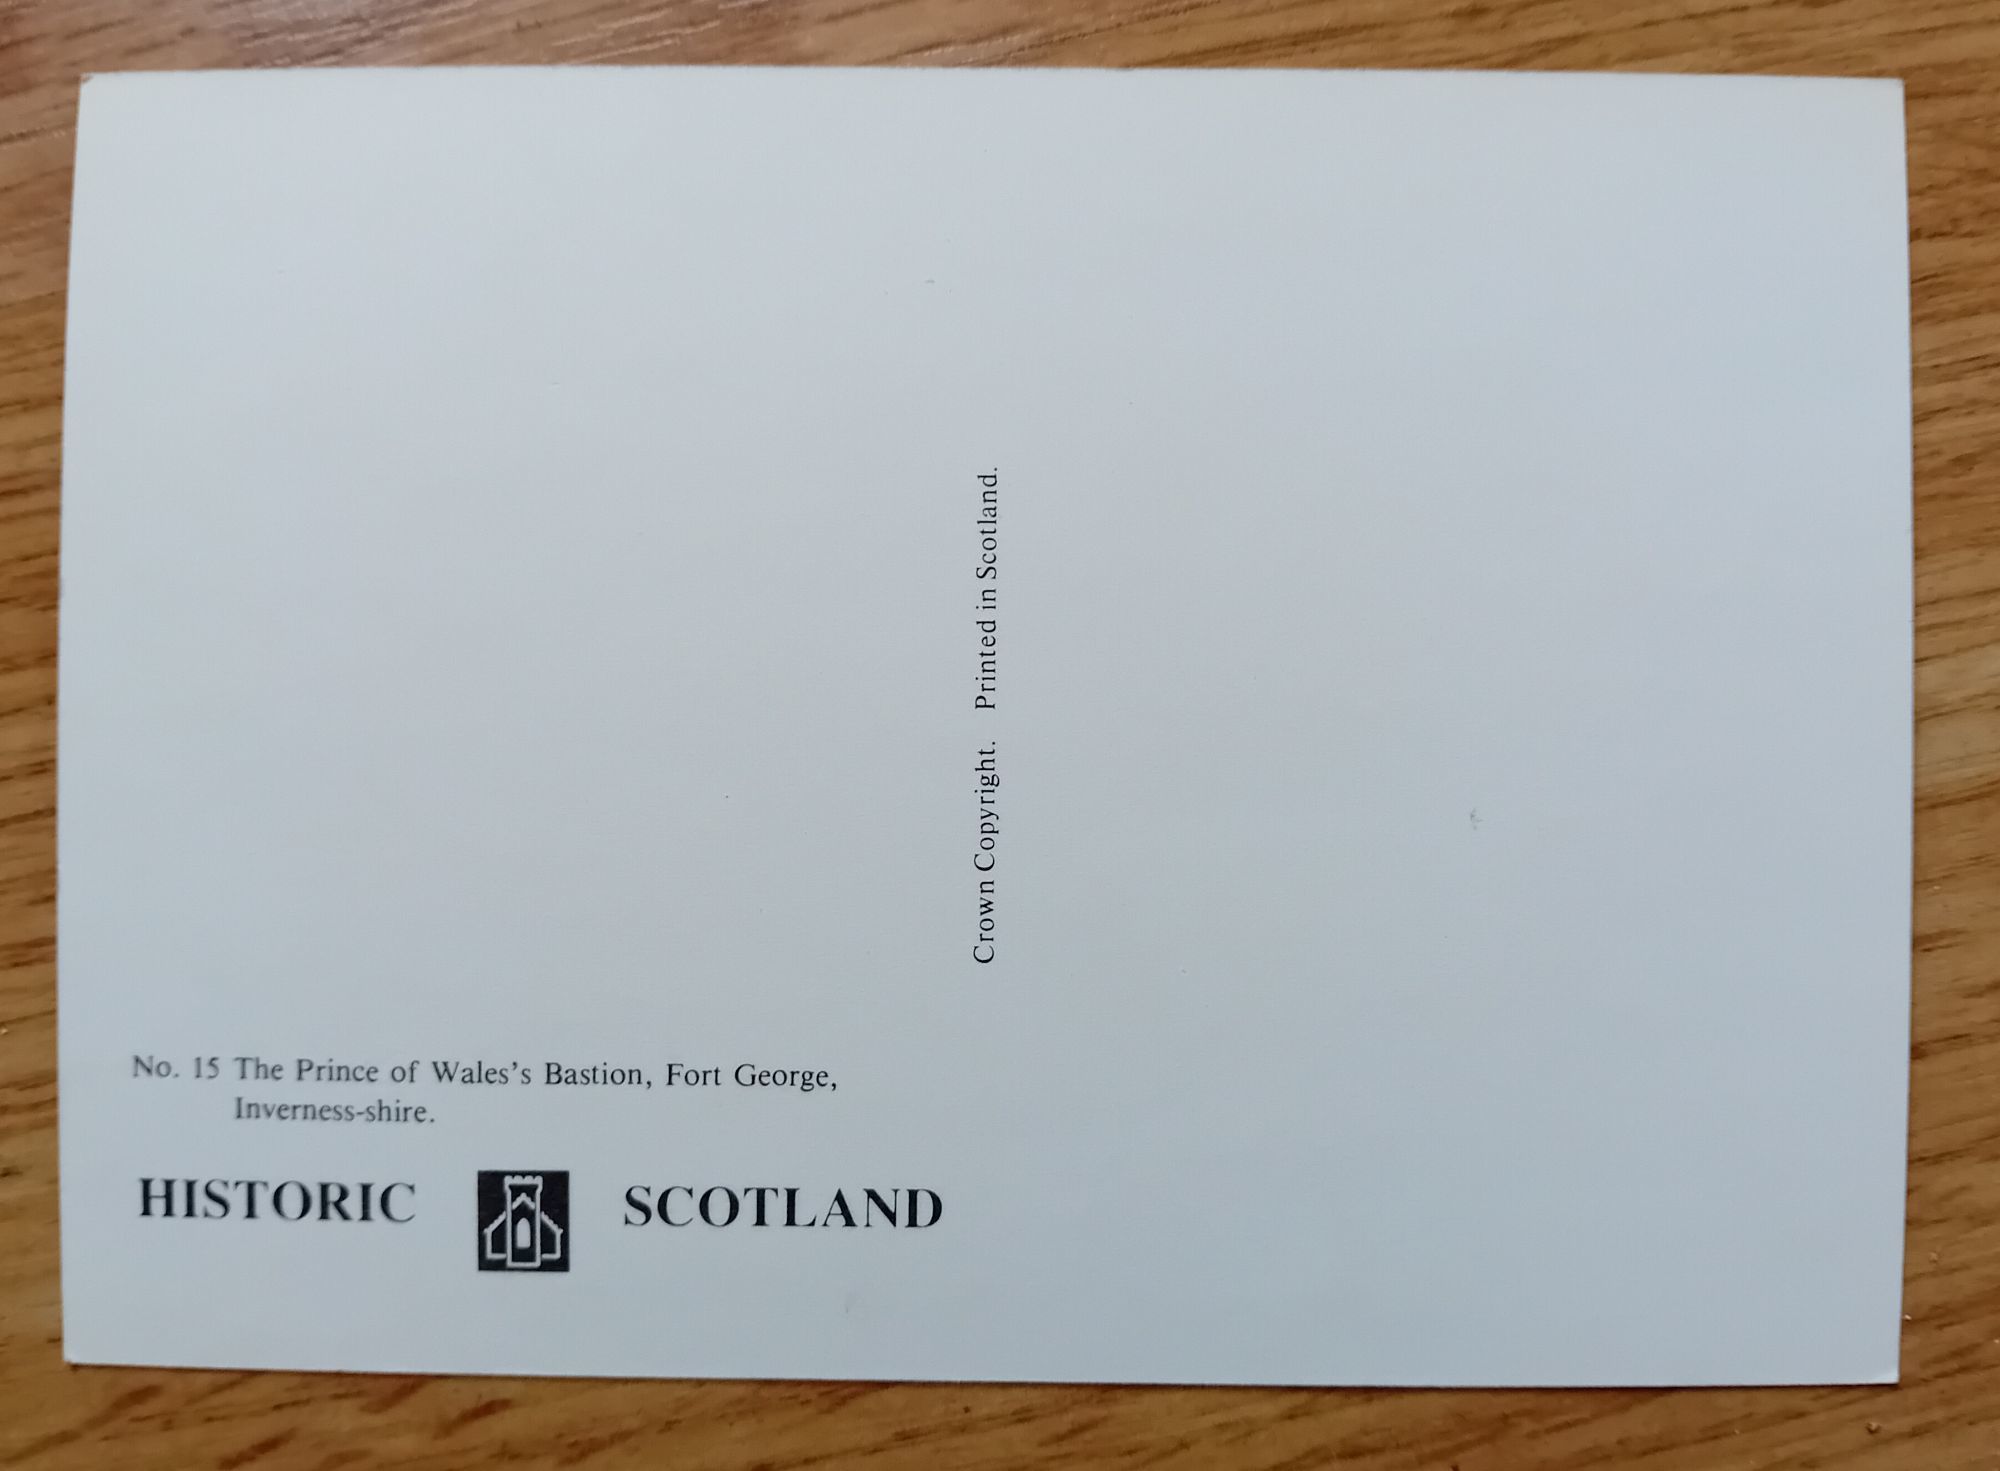 Crown Copyright. Printed in Scotland.
No. 15 The Prince of Wales's Bastion, Fort George,
Inverness-shire.
HISTORIC SCOTLAND